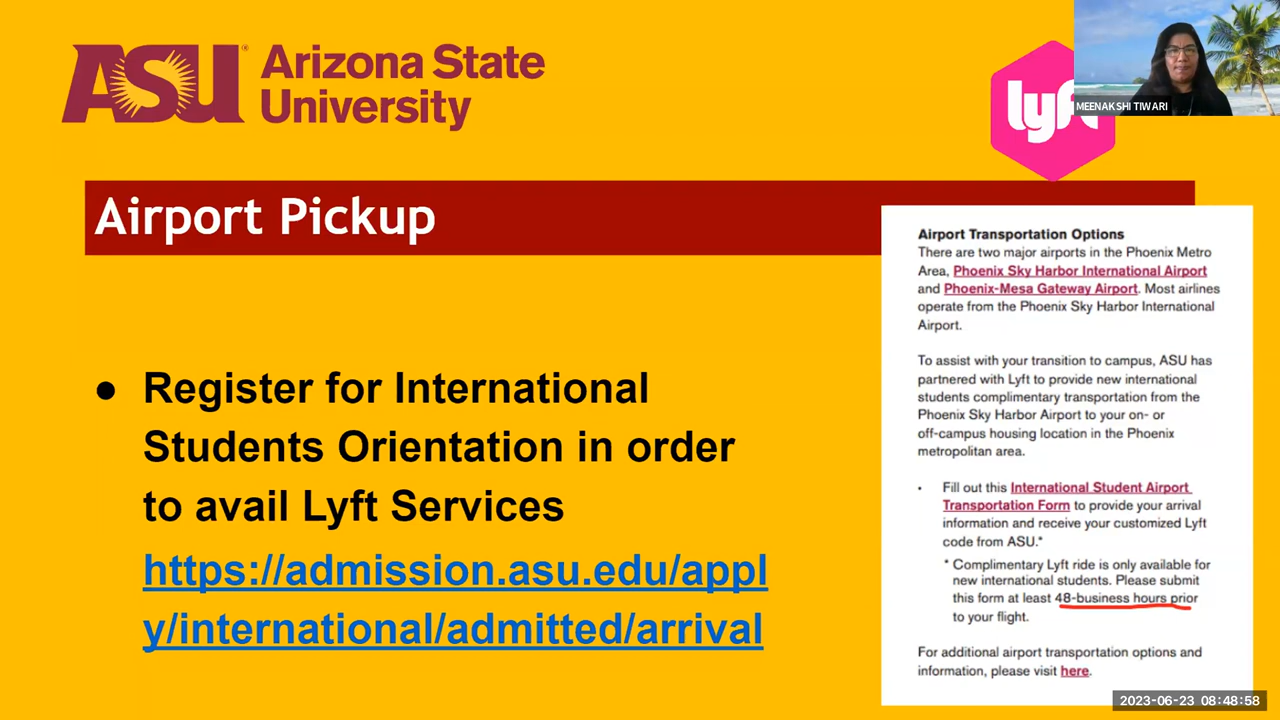 ASU® Arizona State
University
lyft
MEENAKSHI TIWARI
Airport Pickup
● Register for International
Students Orientation in order
to avail Lyft Services
https://admission.asu.edu/appl
y/international/admitted/arrival
Airport Transportation Options
There are two major airports in the Phoenix Metro
Area, Phoenix Sky Harbor International Airport
and Phoenix-Mesa Gateway Airport. Most airlines
operate from the Phoenix Sky Harbor International
Airport.
To assist with your transition to campus, ASU has
partnered with Lyft to provide new international
students complimentary transportation from the
Phoenix Sky Harbor Airport to your on- or
off-campus housing location in the Phoenix
metropolitan area.
• Fill out this International Student Airport
Transportation Form to provide your arrival
information and receive your customized Lyft
code from ASU.*
* Complimentary Lyft ride is only available for
new international students. Please submit
this form at least 48-business hours prior
to your flight.
For additional airport transportation options and
information, please visit here.
2023-06-23 08:48:58